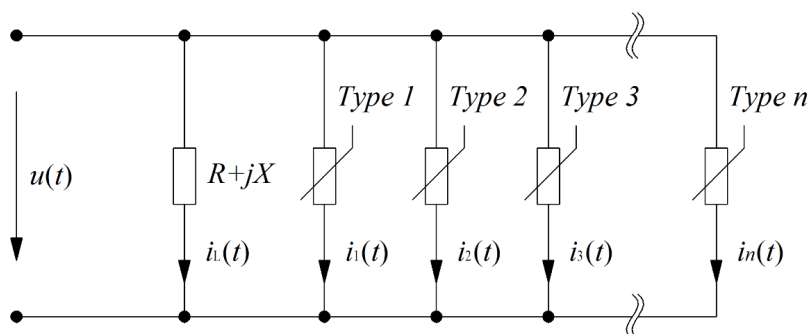 Type 1 Type 2 Type 3 Type n
u(t) R+jX
iL(t) i1(t) i2(t) i3(t) in(t)